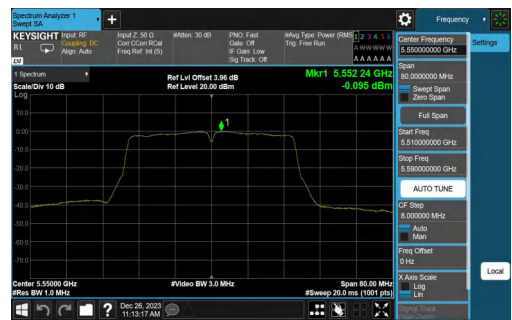 Spectrum Analyzer 1
Swept SA
+
Frequency
KEYSIGHT
RL
LV
Input: RF
Coupling: DC
Align: Auto
Input Z: 50 Ω
Corr CCorr RCal
Freq Ref: Int (S)
#Atten: 30 dB
PNO: Fast
Gate: Off
IF Gain: Low
Sig Track: Off
#Avg Type: Power (RMS)
Trig: Free Run
1 2 3 4 5 6
A W W W W W
A A A A A A
Center Frequency
5.550000000 GHz
Settings
1 Spectrum
Scale/Div 10 dB
Log
Ref Lvl Offset 3.96 dB
Ref Level 20.00 dBm
Mkr1 5.552 24 GHz
-0.095 dBm
Span
80.0000000 MHz
Swept Span
Zero Span
Full Span
Start Freq
5.510000000 GHz
Stop Freq
5.590000000 GHz
AUTO TUNE
CF Step
8.000000 MHz
Auto
Man
Freq Offset
0 Hz
X Axis Scale
Log
Lin
Signal Track
Local
10.0
0.00
-10.0
-20.0
-30.0
-40.0
-50.0
-60.0
-70.0
1
Center 5.55000 GHz
#Res BW 1.0 MHz
#Video BW 3.0 MHz
Span 80.00 MHz
#Sweep 20.0 ms (1001 pts)
?
Dec 26, 2023
11:13:17 AM